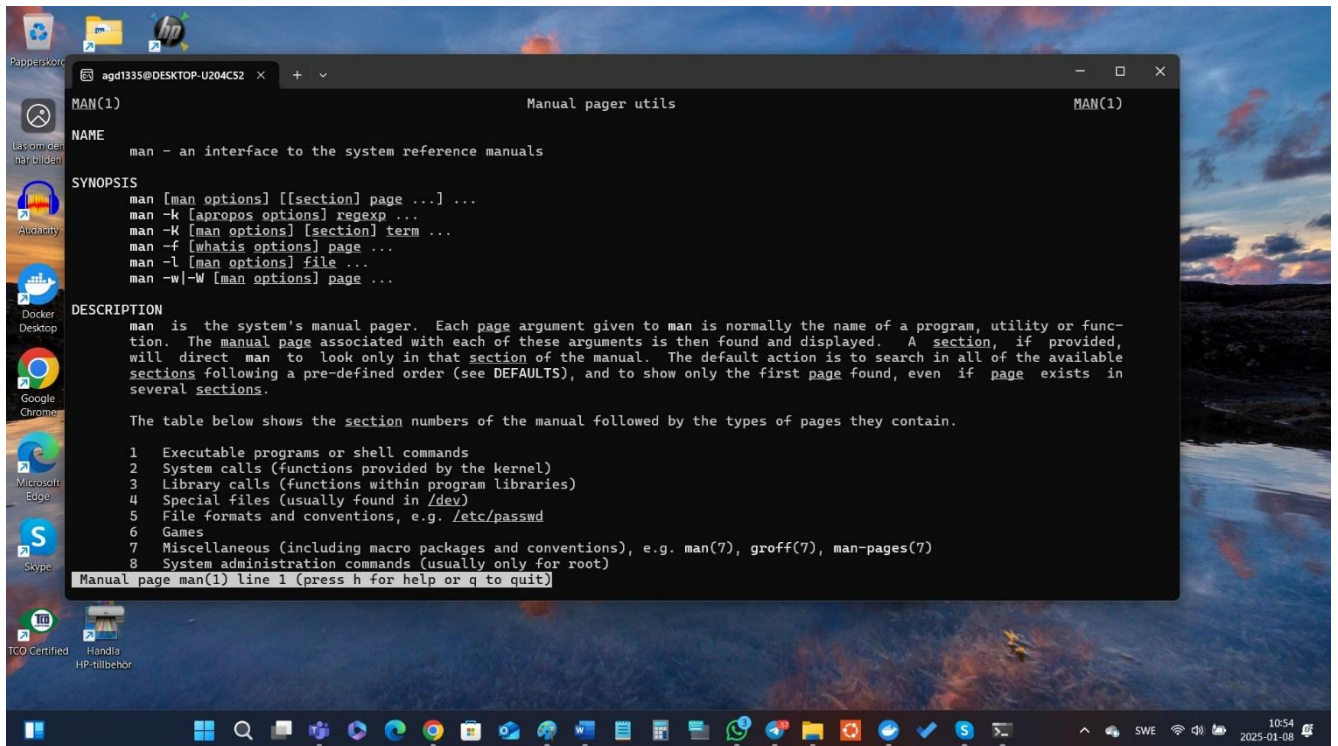 Papperskorg
agd1335@DESKTOP-U204C52
MAN(1) Manual pager utils MAN(1)
NAME
man - an interface to the system reference manuals
SYNOPSIS
man [man options] [[section] page ...] ...
man -k [apropos options] regexp ...
man -K [man options] [section] term ...
man -f [whatis options] page ...
man -l [man options] file ...
man -w|-W [man options] page ...
DESCRIPTION
man is the system's manual pager. Each page argument given to man is normally the name of a program, utility or func-
tion. The manual page associated with each of these arguments is then found and displayed. A section, if provided,
will direct man to look only in that section of the manual. The default action is to search in all of the available
sections following a pre-defined order (see DEFAULTS), and to show only the first page found, even if page exists in
several sections.
The table below shows the section numbers of the manual followed by the types of pages they contain.
1 Executable programs or shell commands
2 System calls (functions provided by the kernel)
3 Library calls (functions within program libraries)
4 Special files (usually found in /dev)
5 File formats and conventions, e.g. /etc/passwd
6 Games
7 Miscellaneous (including macro packages and conventions), e.g. man(7), groff(7), man-pages(7)
8 System administration commands (usually only for root)
Manual page man(1) line 1 (press h for help or q to quit)
Läs om den
här bilden
Audacity
Docker
Desktop
Google
Chrome
Microsoft
Edge
Skype
TCO Certified
Handla
HP-tillbehör
SWE
10:54
2025-01-08